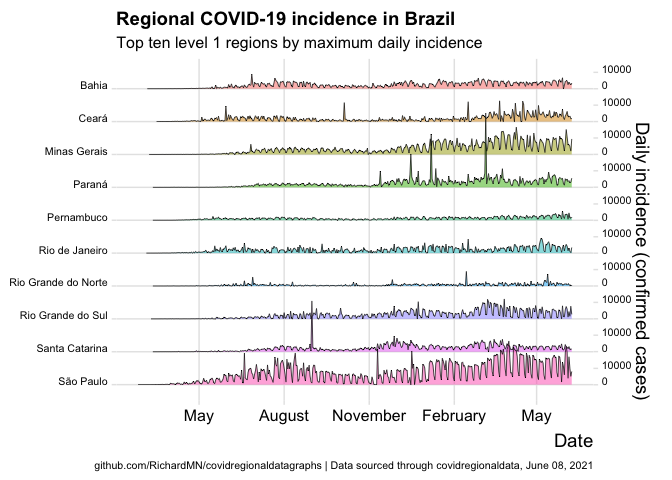 Regional COVID-19 incidence in Brazil
Top ten level 1 regions by maximum daily incidence
Bahia
10000
0
Ceará
10000
0
Minas Gerais
10000
0
Paraná
10000
0
Pernambuco
10000
0
Rio de Janeiro
10000
0
Rio Grande do Norte
10000
0
Rio Grande do Sul
10000
0
Santa Catarina
10000
0
São Paulo
10000
0
Daily incidence (confirmed cases)
May August November February May
Date
github.com/RichardMN/covidregionaldatagraphs | Data sourced through covidregionaldata, June 08, 2021